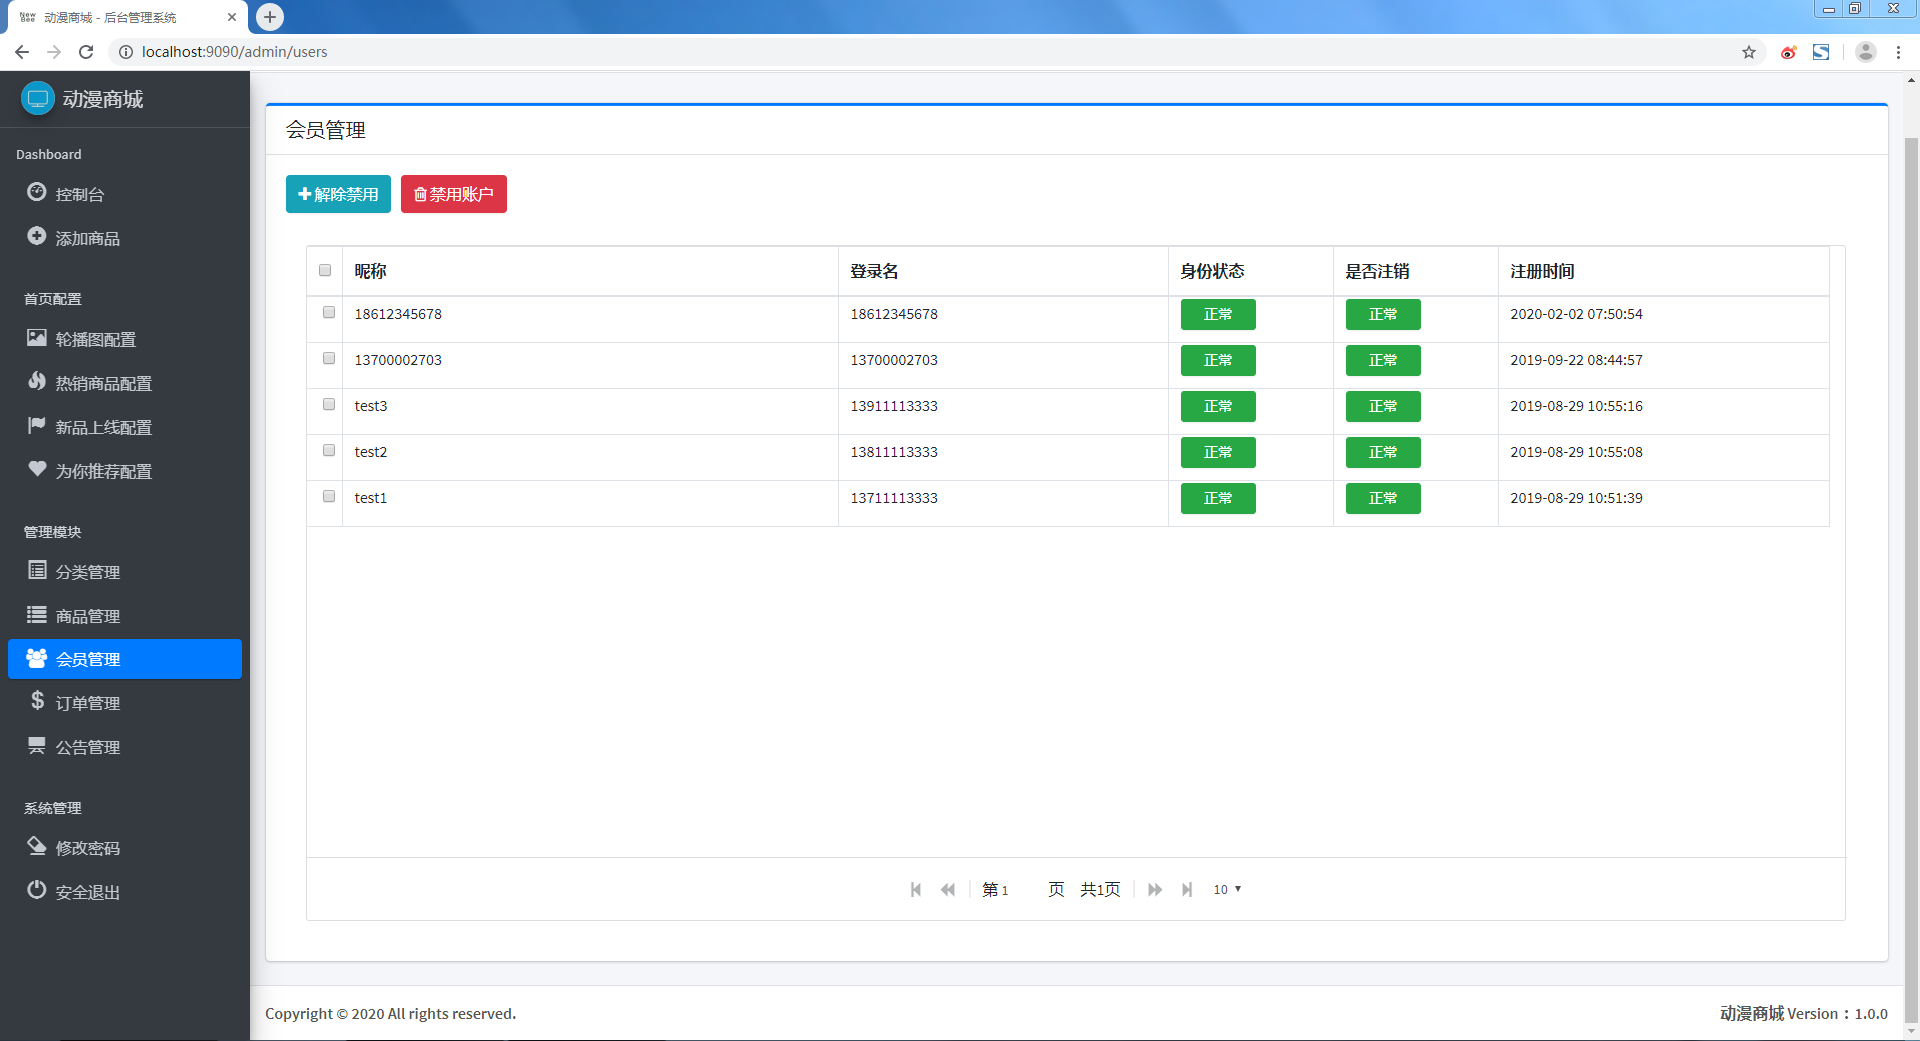 New Bee 动漫商城 - 后台管理系统
localhost:9090/admin/users
动漫商城
Dashboard
控制台
添加商品
首页配置
轮播图配置
热销商品配置
新品上线配置
为你推荐配置
管理模块
分类管理
商品管理
会员管理
订单管理
公告管理
系统管理
修改密码
安全退出
会员管理
解除禁用 禁用账户
昵称 登录名 身份状态 是否注销 注册时间
18612345678 18612345678 正常 正常 2020-02-02 07:50:54
13700002703 13700002703 正常 正常 2019-09-22 08:44:57
test3 13911113333 正常 正常 2019-08-29 10:55:16
test2 13811113333 正常 正常 2019-08-29 10:55:08
test1 13711113333 正常 正常 2019-08-29 10:51:39
第 1 页 共1页 10
Copyright © 2020 All rights reserved.
动漫商城 Version：1.0.0